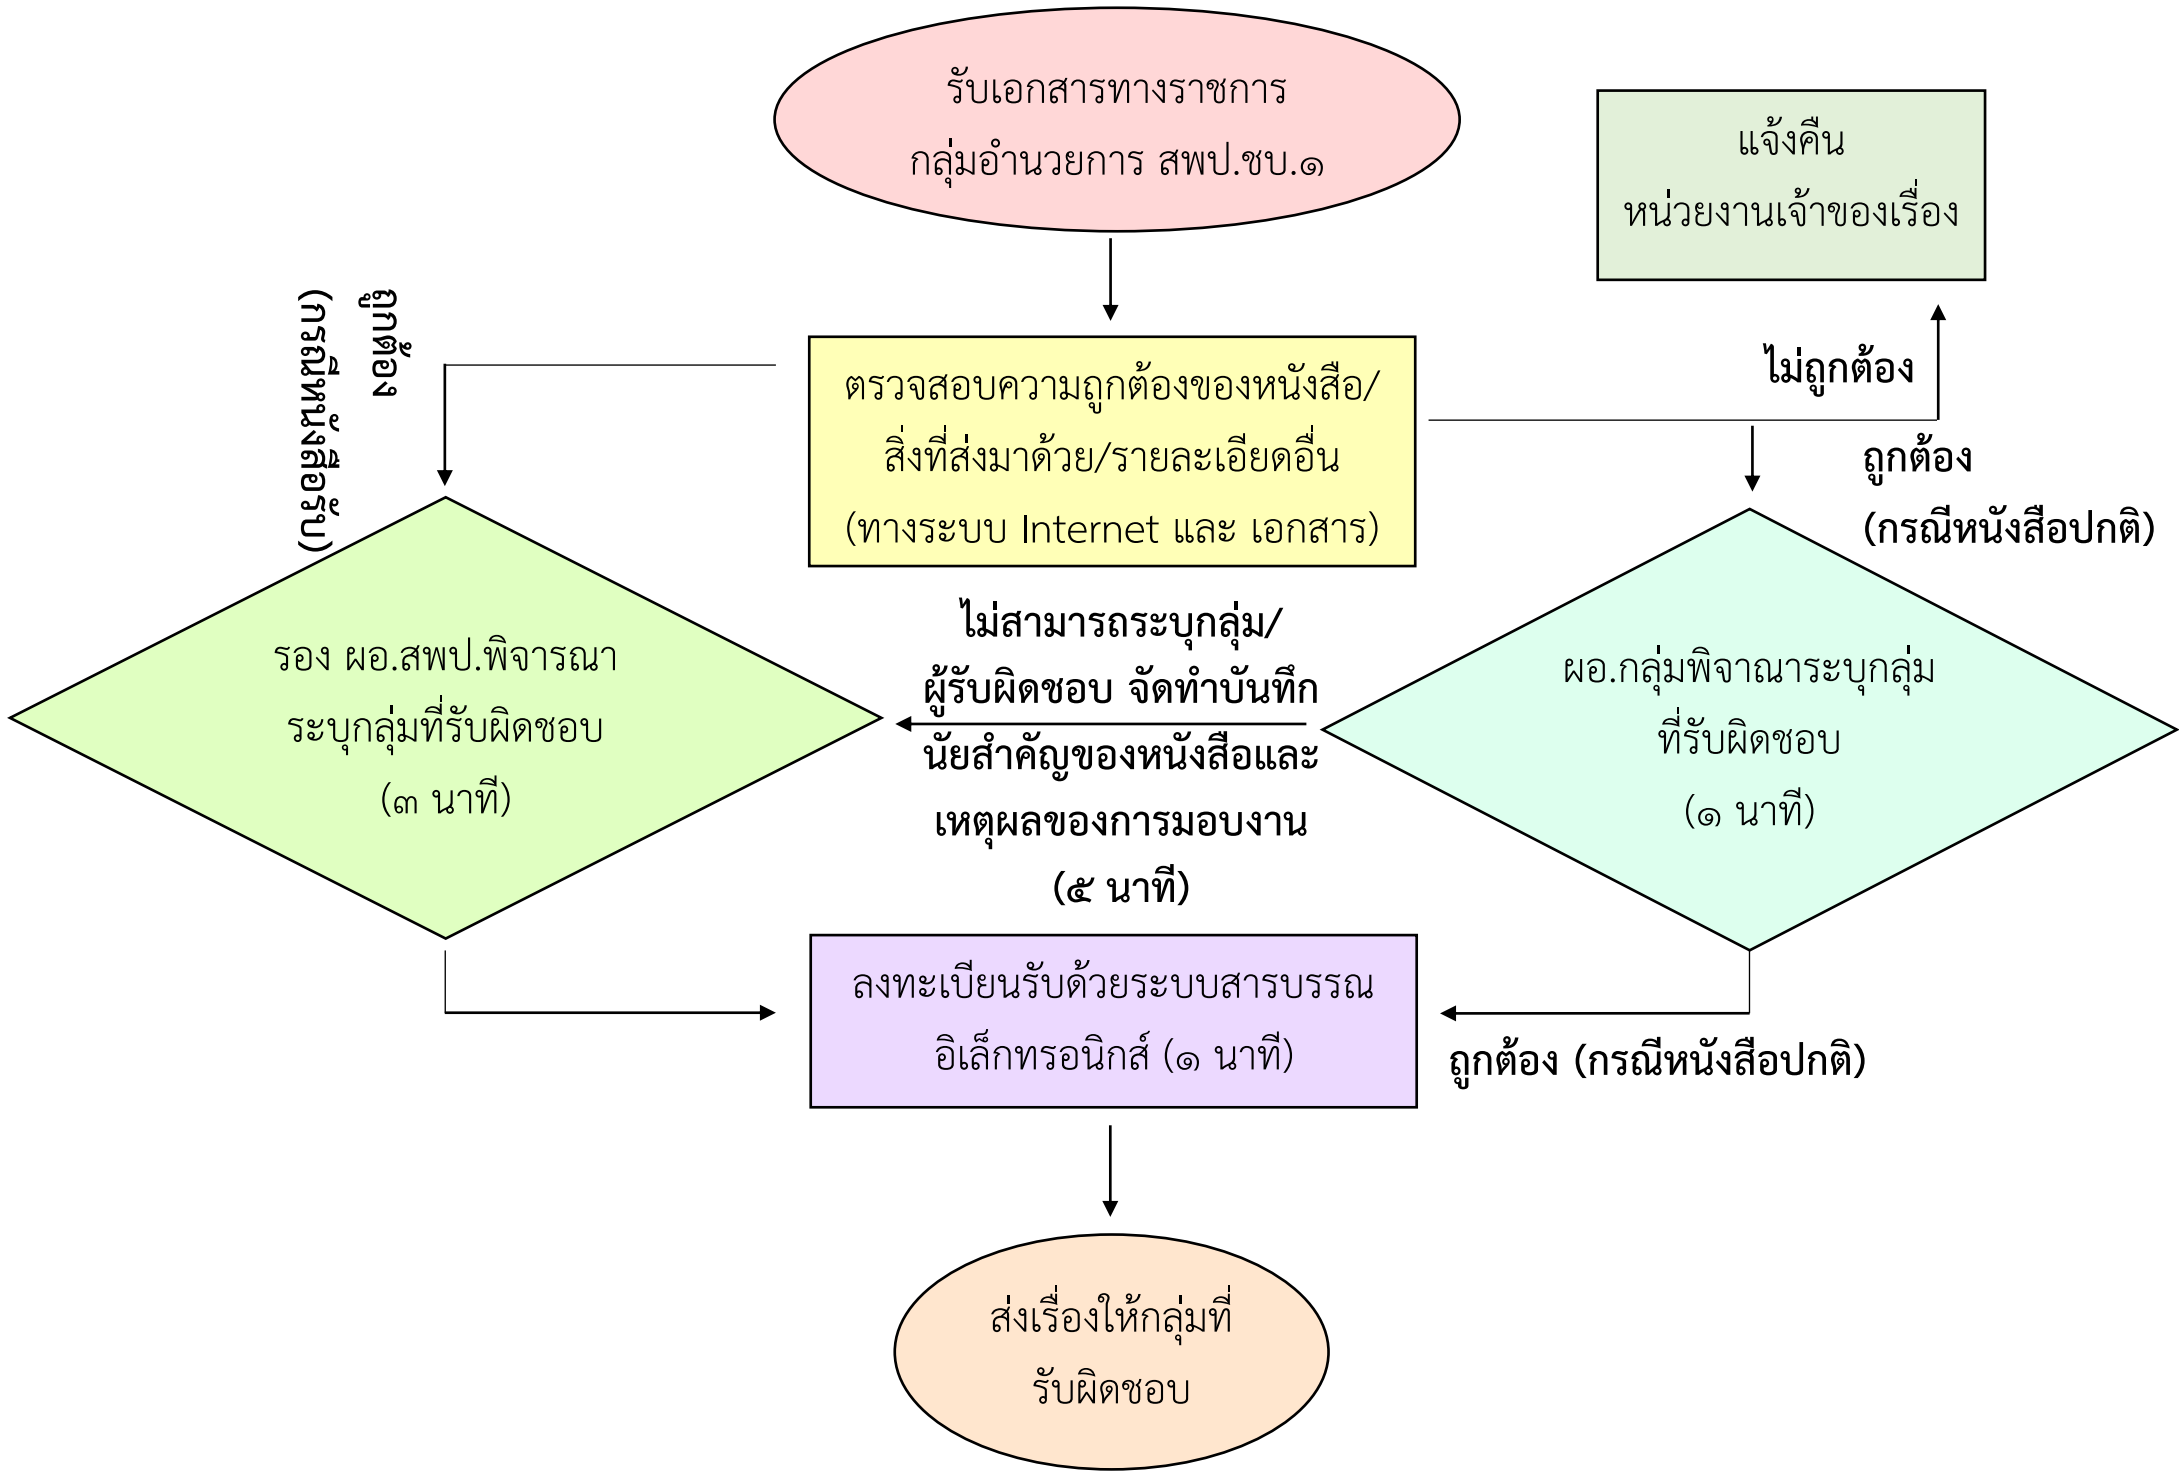 รับเอกสารทางราชการ
กลุ่มอำนวยการ สพป.ชบ.๑
แจ้งคืน
หน่วยงานเจ้าของเรื่อง
ถูกต้อง
(กรณีหนังสือรับ)
ไม่ถูกต้อง
ตรวจสอบความถูกต้องของหนังสือ/
สิ่งที่ส่งมาด้วย/รายละเอียดอื่น
(ทางระบบ Internet และ เอกสาร)
ถูกต้อง
(กรณีหนังสือปกติ)
รอง ผอ.สพป.พิจารณา
ระบุกลุ่มที่รับผิดชอบ
(๓ นาที)
ไม่สามารถระบุกลุ่ม/
ผู้รับผิดชอบ จัดทำบันทึก
นัยสำคัญของหนังสือและ
เหตุผลของการมอบงาน
(๕ นาที)
ผอ.กลุ่มพิจาณาระบุกลุ่ม
ที่รับผิดชอบ
(๑ นาที)
ลงทะเบียนรับด้วยระบบสารบรรณ
อิเล็กทรอนิกส์ (๑ นาที)
ถูกต้อง (กรณีหนังสือปกติ)
ส่งเรื่องให้กลุ่มที่
รับผิดชอบ